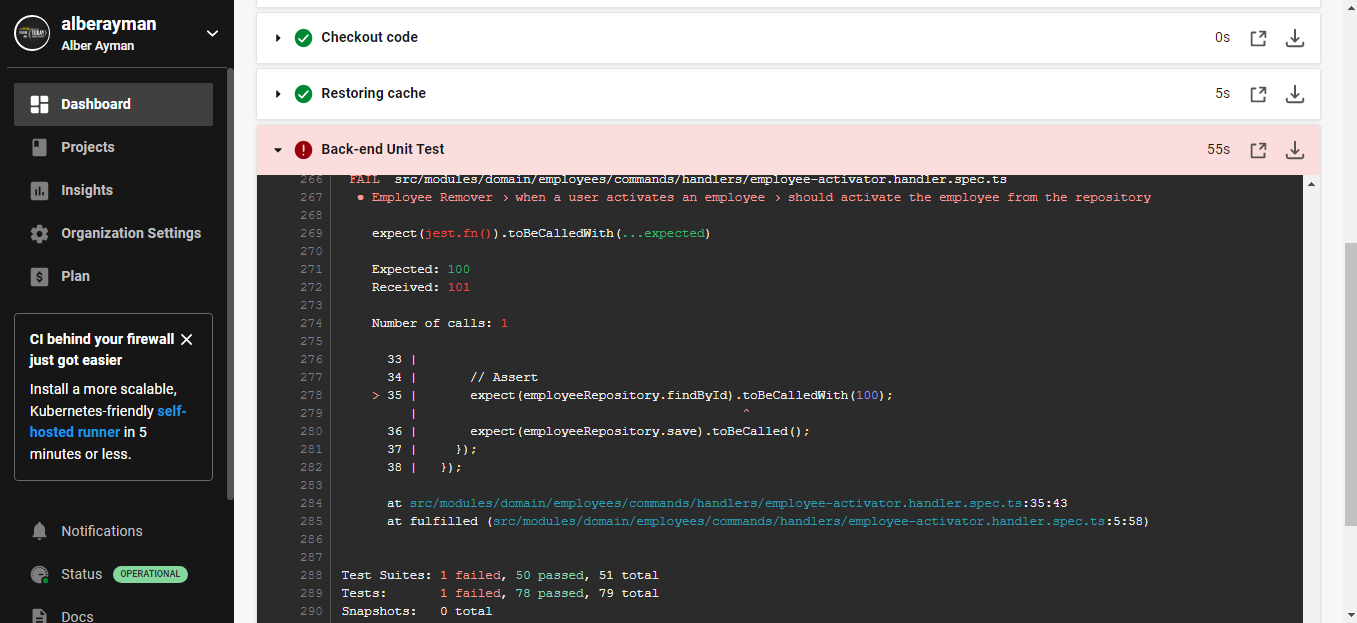 alberayman
Alber Ayman
Dashboard
Projects
Insights
Organization Settings
Plan
CI behind your firewall
just got easier
Install a more scalable,
Kubernetes-friendly self-
hosted runner in 5
minutes or less.
Notifications
Status OPERATIONAL
Docs
Checkout code 0s
Restoring cache 5s
Back-end Unit Test 55s
266 FAIL src/modules/domain/employees/commands/handlers/employee-activator.handler.spec.ts
267 ● Employee Remover › when a user activates an employee › should activate the employee from the repository
268
269 expect(jest.fn()).toBeCalledWith(...expected)
270
271 Expected: 100
272 Received: 101
273
274 Number of calls: 1
275
276 33 |
277 34 | // Assert
278 > 35 | expect(employeeRepository.findById).toBeCalledWith(100);
279 | ^
280 36 | expect(employeeRepository.save).toBeCalled();
281 37 | });
282 38 | });
283
284 at src/modules/domain/employees/commands/handlers/employee-activator.handler.spec.ts:35:43
285 at fulfilled (src/modules/domain/employees/commands/handlers/employee-activator.handler.spec.ts:5:58)
286
287
288 Test Suites: 1 failed, 50 passed, 51 total
289 Tests: 1 failed, 78 passed, 79 total
290 Snapshots: 0 total